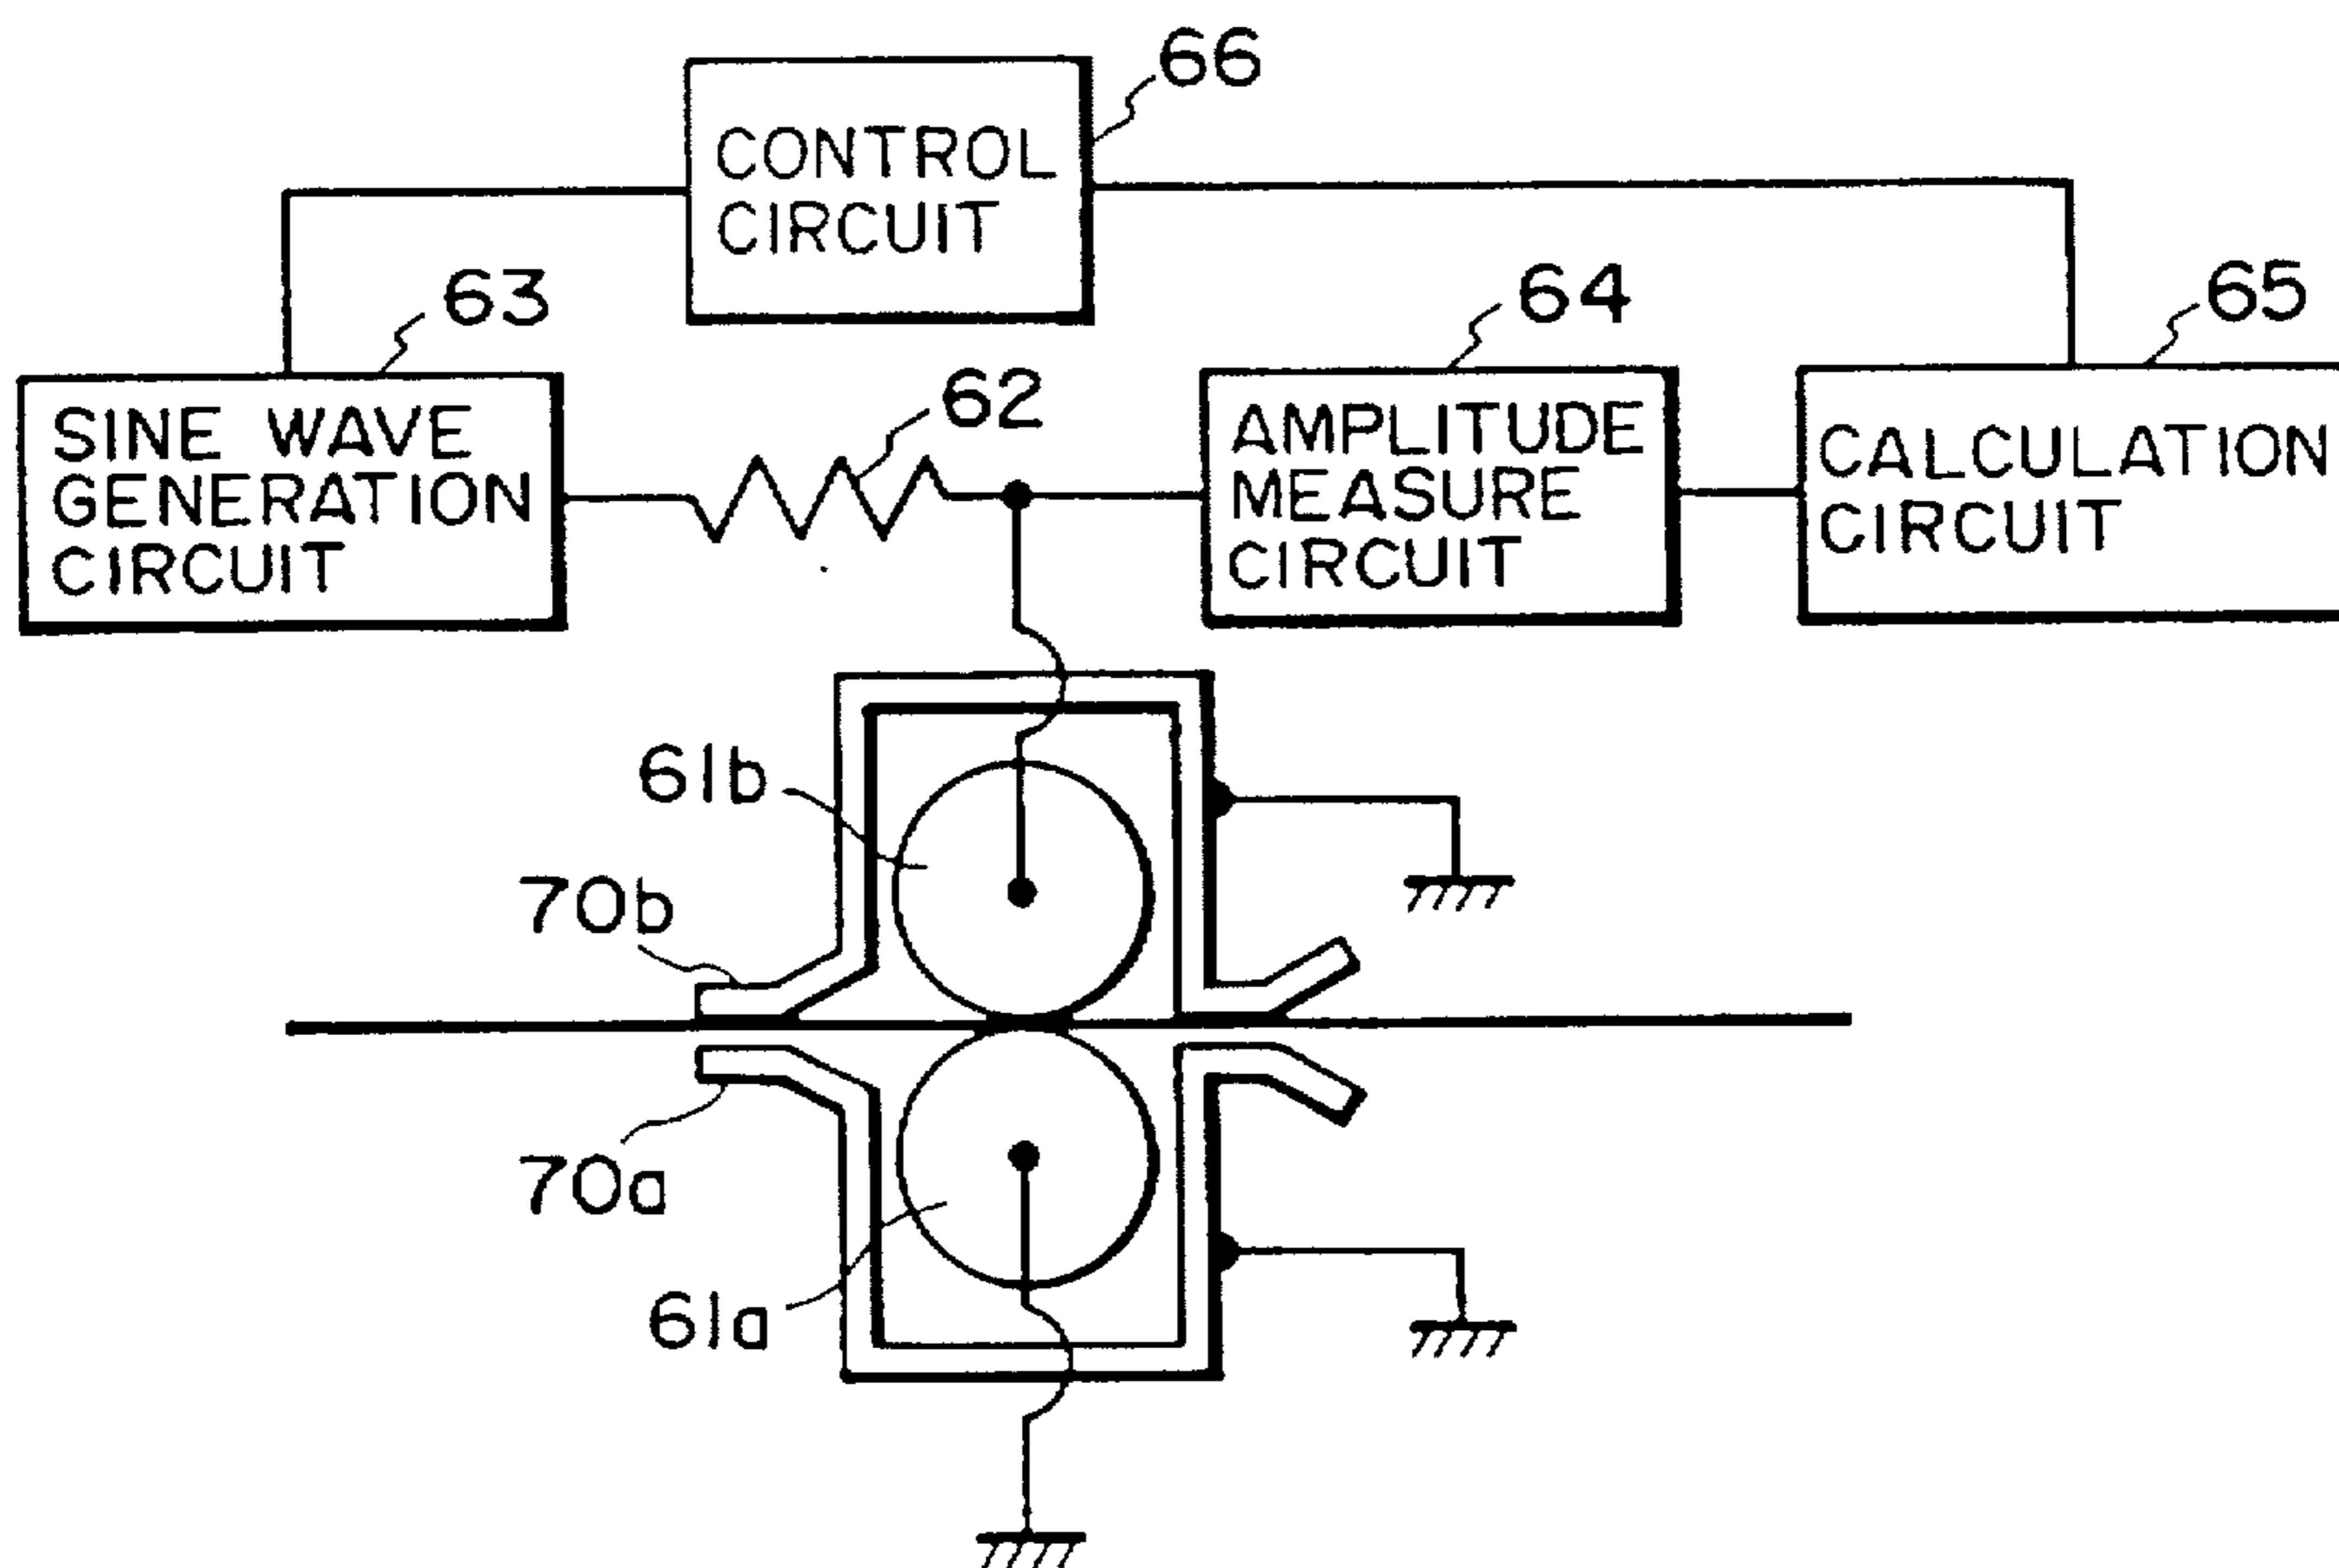 66
CONTROL
CIRCUIT
63
64
65
62
SINE WAVE
GENERATION
CIRCUIT
AMPLITUDE
MEASURE
CIRCUIT
CALCULATION
CIRCUIT
61b
70b
70a
61a